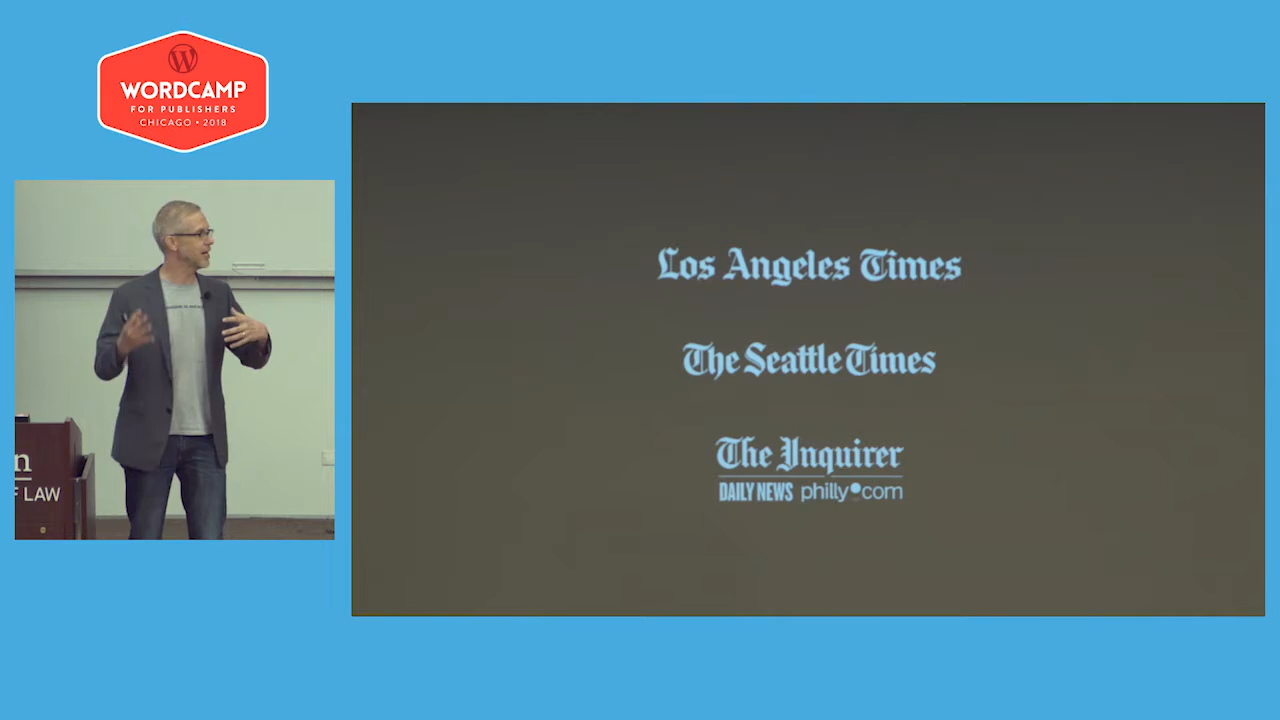 WORDCAMP
FOR PUBLISHERS
CHICAGO • 2018
Los Angeles Times
The Seattle Times
The Inquirer
DAILY NEWS philly.com
n
F LAW